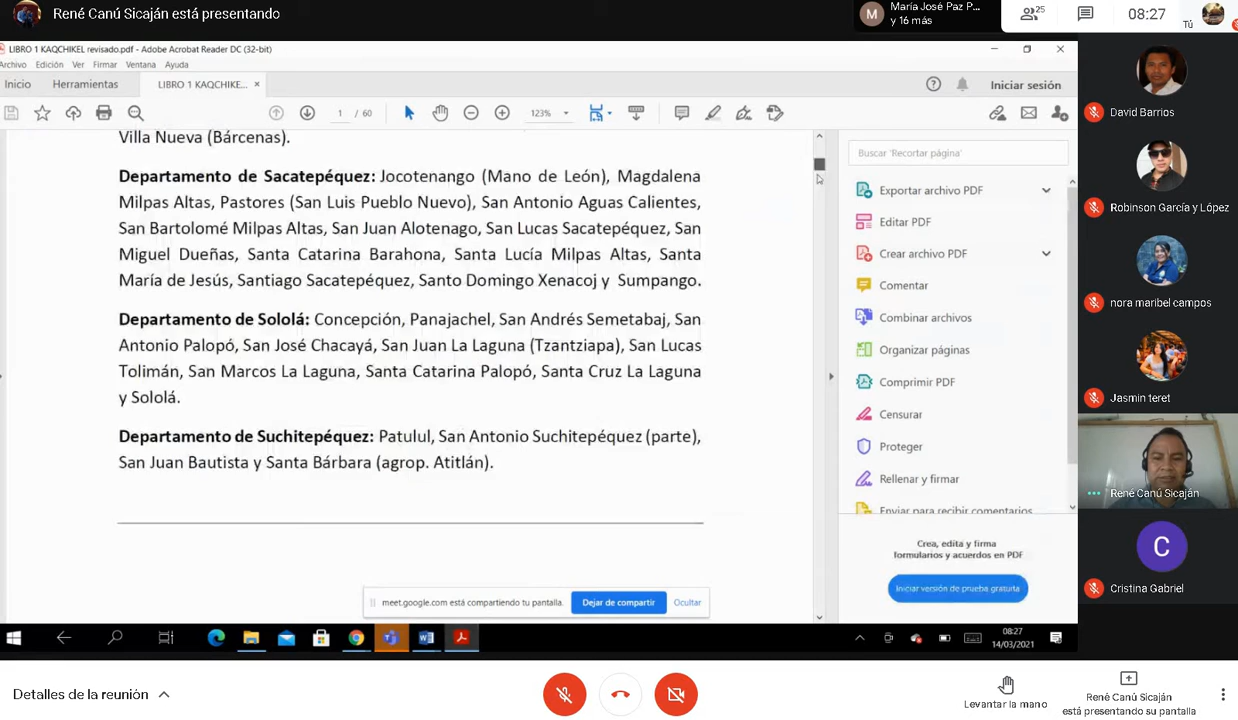 René Canú Sicaján está presentando
María José Paz P...
y 16 más
25
08:27
Tú
LIBRO 1 KAQCHIKEL revisado.pdf - Adobe Acrobat Reader DC (32-bit)
Archivo Edición Ver Firmar Ventana Ayuda
Inicio
Herramientas
LIBRO 1 KAQCHIKE...
Iniciar sesión
1 / 60
123%
Villa Nueva (Bárcenas).
Departamento de Sacatepéquez: Jocotenango (Mano de León), Magdalena
Milpas Altas, Pastores (San Luis Pueblo Nuevo), San Antonio Aguas Calientes,
San Bartolomé Milpas Altas, San Juan Alotenago, San Lucas Sacatepéquez, San
Miguel Dueñas, Santa Catarina Barahona, Santa Lucía Milpas Altas, Santa
María de Jesús, Santiago Sacatepéquez, Santo Domingo Xenacoj y Sumpango.
Departamento de Sololá: Concepción, Panajachel, San Andrés Semetabaj, San
Antonio Palopó, San José Chacayá, San Juan La Laguna (Tzantziapa), San Lucas
Tolimán, San Marcos La Laguna, Santa Catarina Palopó, Santa Cruz La Laguna
y Sololá.
Departamento de Suchitepéquez: Patulul, San Antonio Suchitepéquez (parte),
San Juan Bautista y Santa Bárbara (agrop. Atitlán).
Buscar 'Recortar página'
Exportar archivo PDF
Editar PDF
Crear archivo PDF
Comentar
Combinar archivos
Organizar páginas
Comprimir PDF
Censurar
Proteger
Rellenar y firmar
Enviar para recibir comentarios
Crea, edita y firma
formularios y acuerdos en PDF
Iniciar versión de prueba gratuita
meet.google.com está compartiendo tu pantalla.
Dejar de compartir
Ocultar
08:27
14/03/2021
David Barrios
Robinson García y López
nora maribel campos
Jasmin teret
René Canú Sicaján
C
Cristina Gabriel
Detalles de la reunión
Levantar la mano
René Canú Sicaján
está presentando su pantalla
M